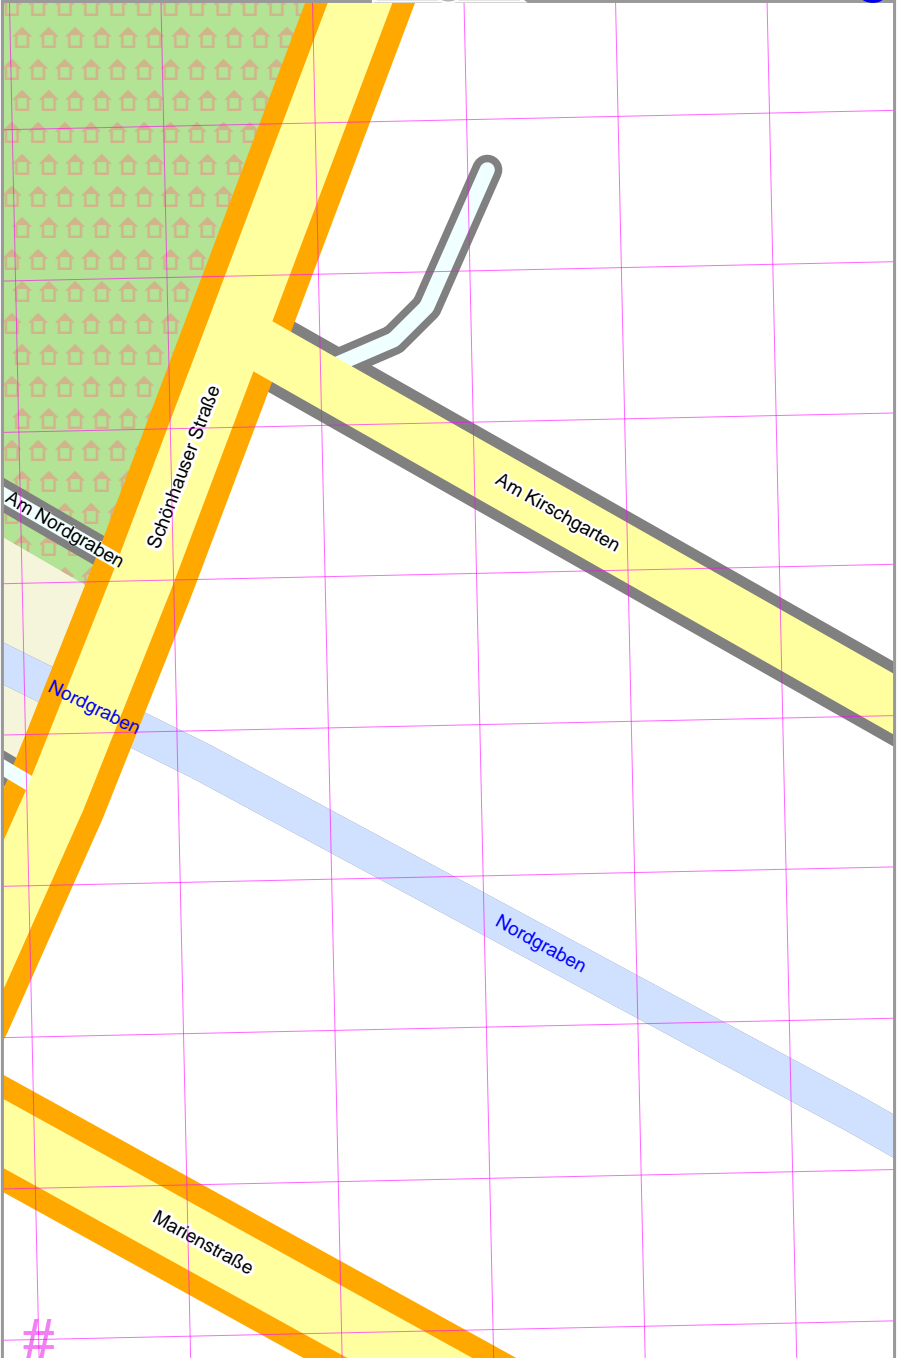 Schönhauser Straße
Am Kirschgarten
Am Nordgraben
Nordgraben
Nordgraben
Marienstraße
#